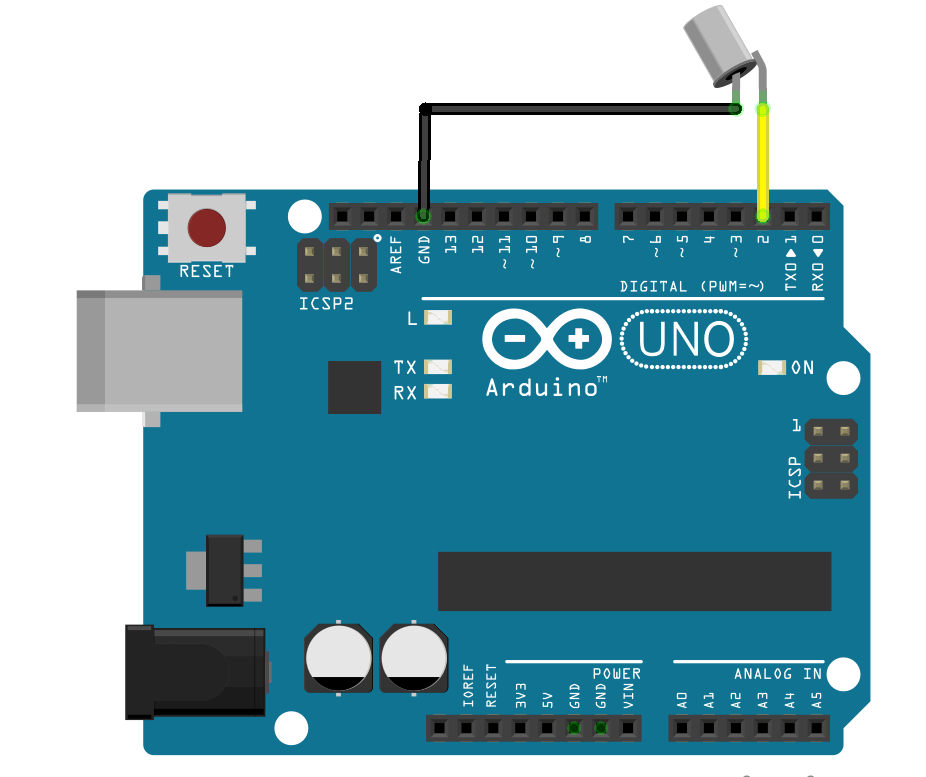 RESET
ICSP2
AREF
GND
13
12
~11
~10
~9
8
7
~6
~5
4
~3
2
TX0▶1
RX0◀0
DIGITAL (PWM=~)
L
TX
RX
Arduino™
UNO
ON
1
ICSP
POWER
ANALOG IN
IOREF
RESET
3V3
5V
GND
GND
VIN
A0
A1
A2
A3
A4
A5